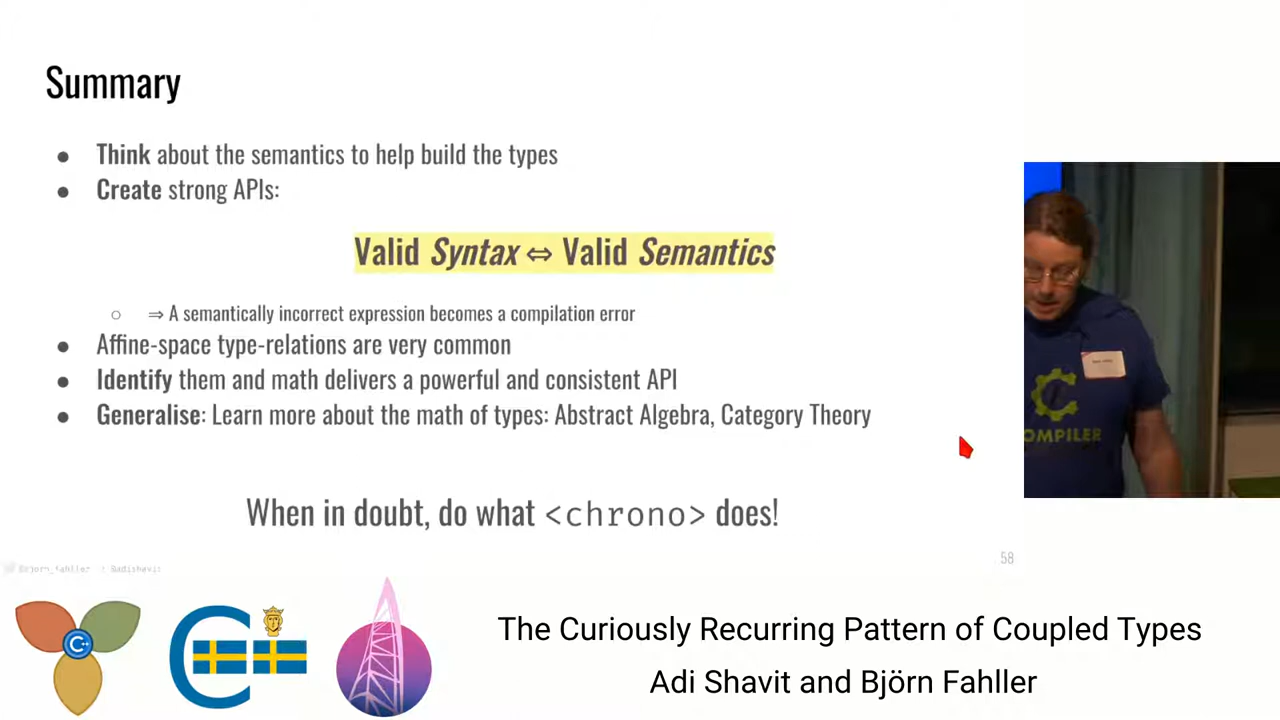 Summary
● Think about the semantics to help build the types
● Create strong APIs:
Valid Syntax ⇔ Valid Semantics
○ ⇒ A semantically incorrect expression becomes a compilation error
● Affine-space type-relations are very common
● Identify them and math delivers a powerful and consistent API
● Generalise: Learn more about the math of types: Abstract Algebra, Category Theory
When in doubt, do what <chrono> does!
58
OMPILER
C++
The Curiously Recurring Pattern of Coupled Types
Adi Shavit and Björn Fahller